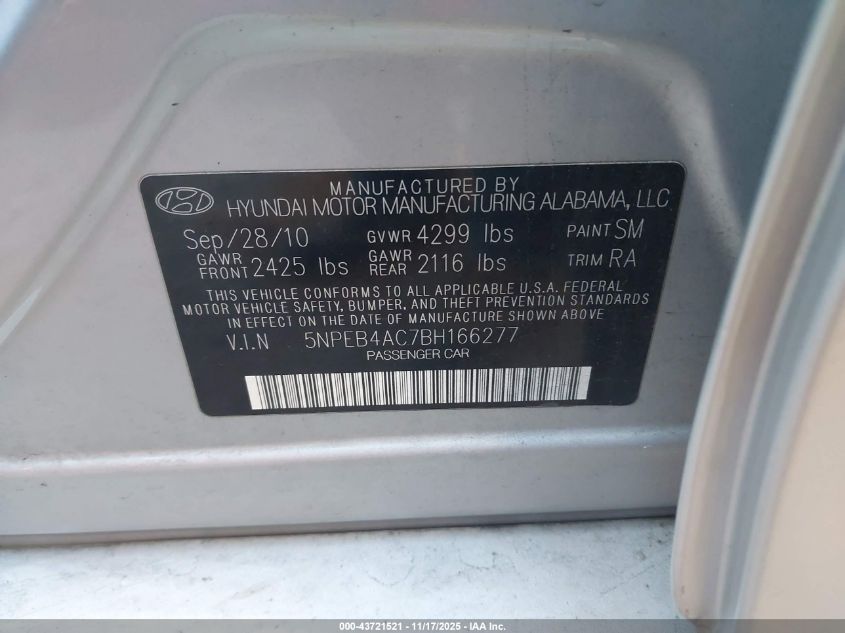 MANUFACTURED BY
HYUNDAI MOTOR MANUFACTURING ALABAMA, LLC
Sep/28/10 GVWR 4299 lbs PAINT SM
GAWR FRONT 2425 lbs GAWR REAR 2116 lbs TRIM RA
THIS VEHICLE CONFORMS TO ALL APPLICABLE U.S.A. FEDERAL
MOTOR VEHICLE SAFETY, BUMPER, AND THEFT PREVENTION STANDARDS
IN EFFECT ON THE DATE OF MANUFACTURE SHOWN ABOVE.
V.I.N 5NPEB4AC7BH166277
PASSENGER CAR
000-43721521 - 11/17/2025 - IAA Inc.